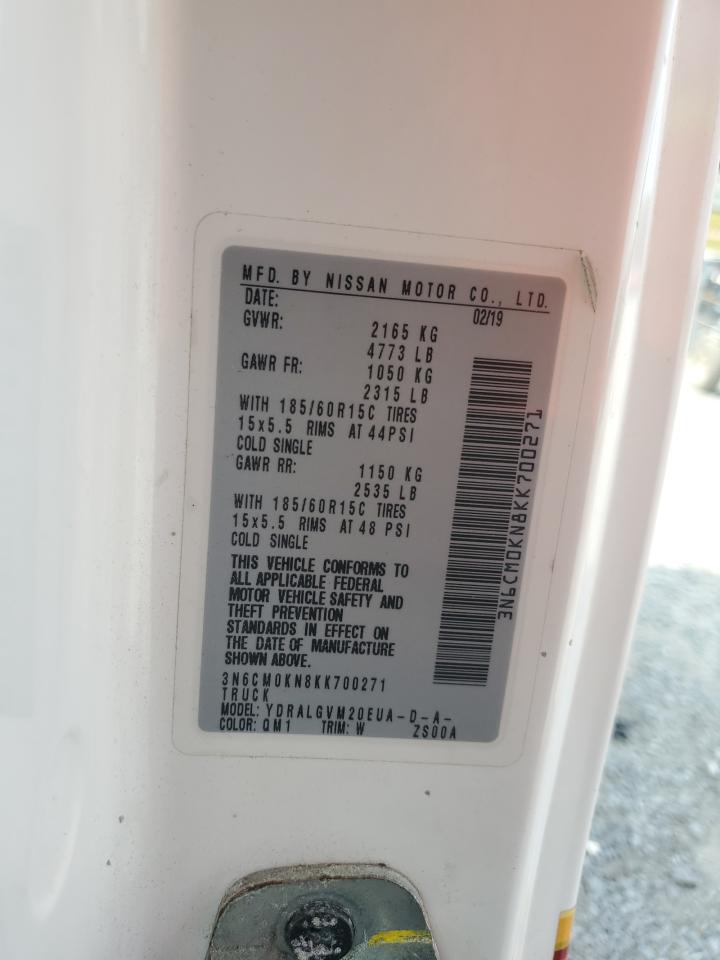 MFD. BY NISSAN MOTOR CO., LTD.
DATE: 02/19
GVWR: 2165 KG
4773 LB
GAWR FR: 1050 KG
2315 LB
WITH 185/60R15C TIRES
15x5.5 RIMS AT 44PSI
COLD SINGLE
GAWR RR: 1150 KG
2535 LB
WITH 185/60R15C TIRES
15x5.5 RIMS AT 48 PSI
COLD SINGLE
THIS VEHICLE CONFORMS TO
ALL APPLICABLE FEDERAL
MOTOR VEHICLE SAFETY AND
THEFT PREVENTION
STANDARDS IN EFFECT ON
THE DATE OF MANUFACTURE
SHOWN ABOVE.
3N6CM0KN8KK700271
TRUCK
MODEL: YDRALGVM20EUA-D-A-
COLOR: QM1 TRIM: W ZS00A
3N6CM0KN8KK700271